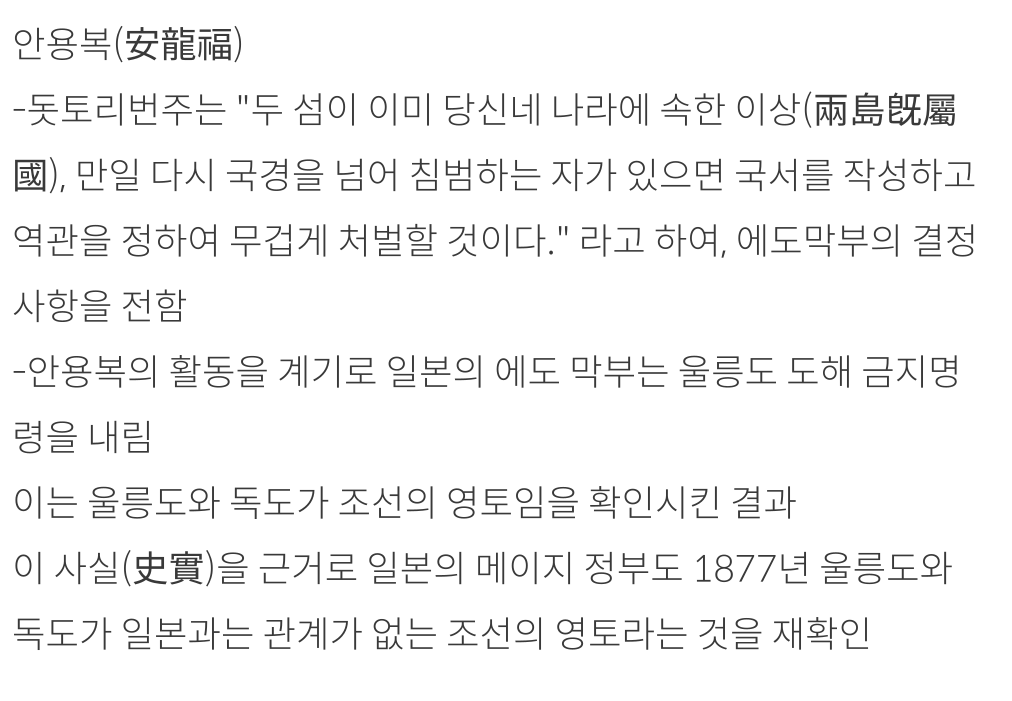 안용복(安龍福)
-돗토리번주는 "두 섬이 이미 당신네 나라에 속한 이상(兩島旣屬
國), 만일 다시 국경을 넘어 침범하는 자가 있으면 국서를 작성하고
역관을 정하여 무겁게 처벌할 것이다." 라고 하여, 에도막부의 결정
사항을 전함
-안용복의 활동을 계기로 일본의 에도 막부는 울릉도 도해 금지명
령을 내림
이는 울릉도와 독도가 조선의 영토임을 확인시킨 결과
이 사실(史實)을 근거로 일본의 메이지 정부도 1877년 울릉도와
독도가 일본과는 관계가 없는 조선의 영토라는 것을 재확인